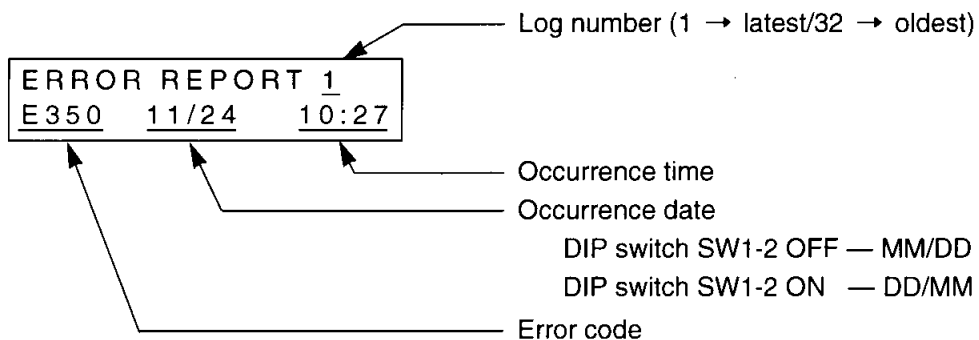 Log number (1 → latest/32 → oldest)
ERROR REPORT 1
E350 11/24 10:27
Occurrence time
Occurrence date
DIP switch SW1-2 OFF — MM/DD
DIP switch SW1-2 ON — DD/MM
Error code